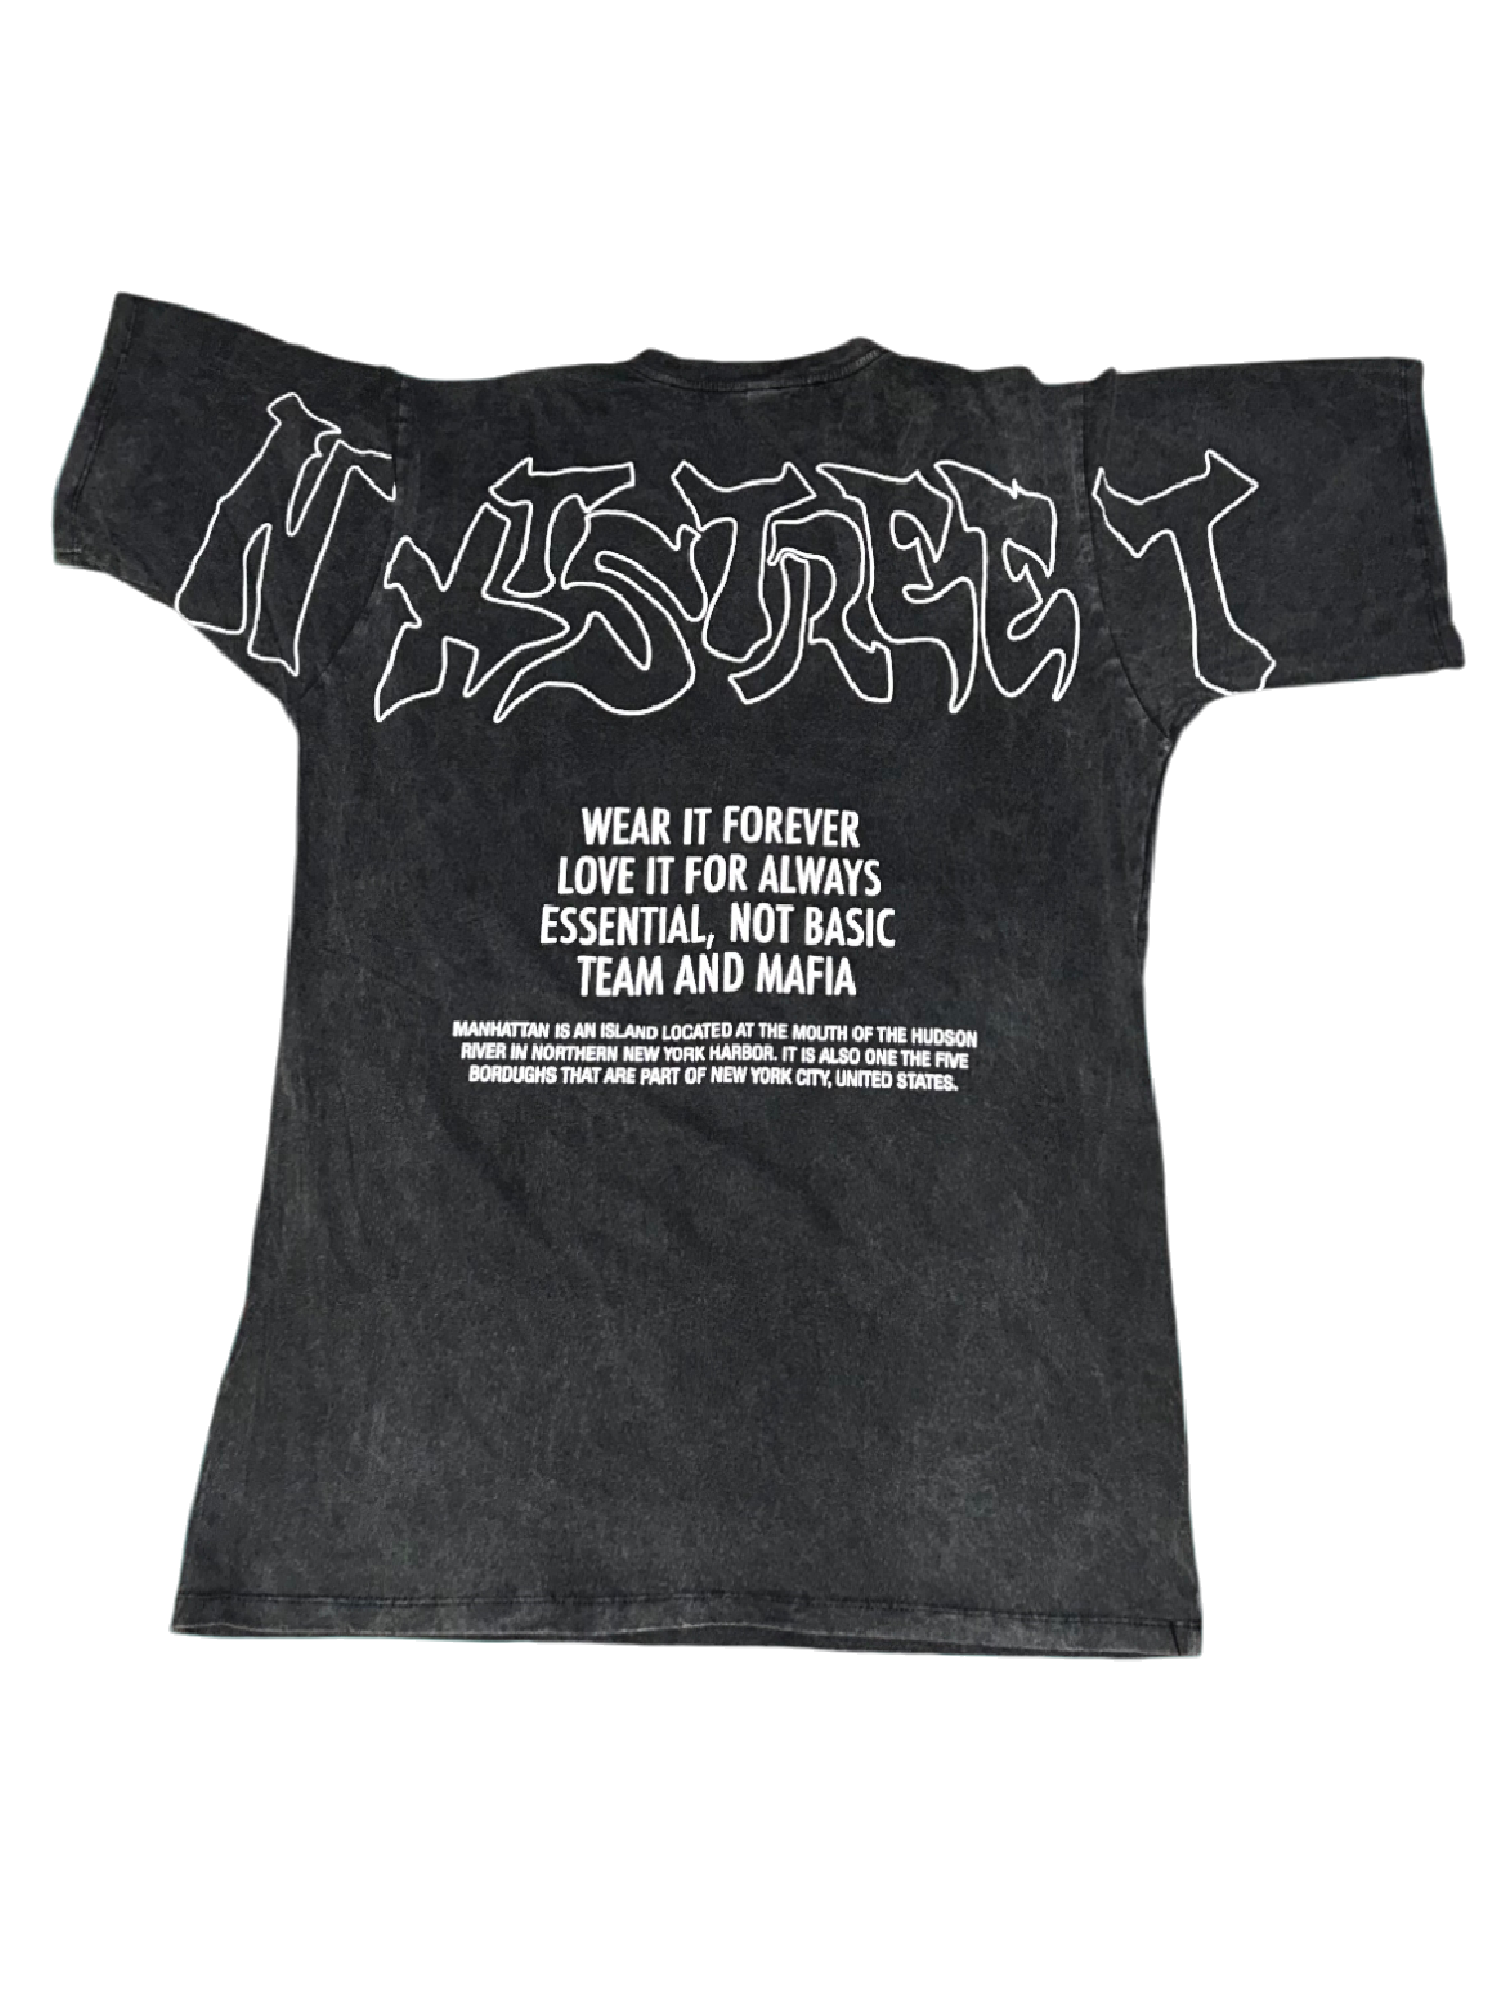 WEAR IT FOREVER
LOVE IT FOR ALWAYS
ESSENTIAL, NOT BASIC
TEAM AND MAFIA
MANHATTAN IS AN ISLAND LOCATED AT THE MOUTH OF THE HUDSON
RIVER IN NORTHERN NEW YORK HARBOR. IT IS ALSO ONE THE FIVE
BORDUGHS THAT ARE PART OF NEW YORK CITY, UNITED STATES.